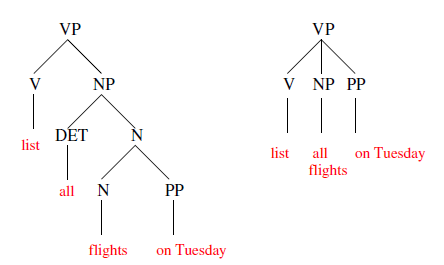 VP VP
V NP V NP PP
list DET N list all on Tuesday
flights
all N PP
flights on Tuesday